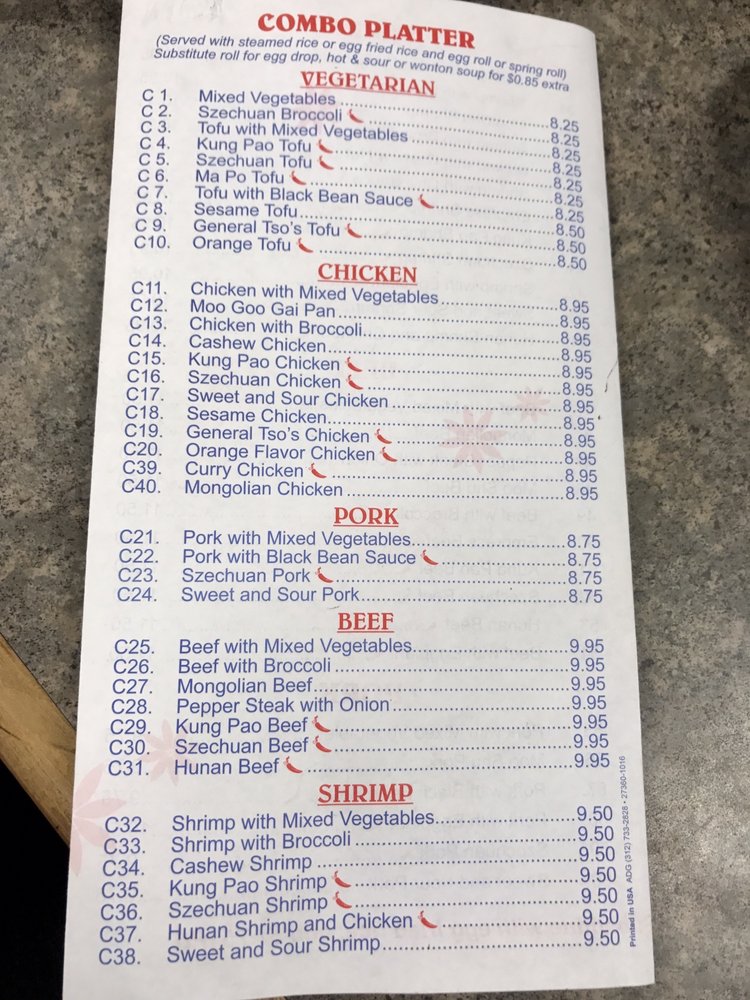 COMBO PLATTER
(Served with steamed rice or egg fried rice and egg roll or spring roll)
Substitute roll for egg drop, hot & sour or wonton soup for $0.85 extra
VEGETARIAN
C 1. Mixed Vegetables 8.25
C 2. Szechuan Broccoli 8.25
C 3. Tofu with Mixed Vegetables 8.25
C 4. Kung Pao Tofu 8.25
C 5. Szechuan Tofu 8.25
C 6. Ma Po Tofu 8.25
C 7. Tofu with Black Bean Sauce 8.25
C 8. Sesame Tofu 8.50
C 9. General Tso's Tofu 8.50
C10. Orange Tofu 8.50
CHICKEN
C11. Chicken with Mixed Vegetables 8.95
C12. Moo Goo Gai Pan 8.95
C13. Chicken with Broccoli 8.95
C14. Cashew Chicken 8.95
C15. Kung Pao Chicken 8.95
C16. Szechuan Chicken 8.95
C17. Sweet and Sour Chicken 8.95
C18. Sesame Chicken 8.95
C19. General Tso's Chicken 8.95
C20. Orange Flavor Chicken 8.95
C39. Curry Chicken 8.95
C40. Mongolian Chicken 8.95
PORK
C21. Pork with Mixed Vegetables 8.75
C22. Pork with Black Bean Sauce 8.75
C23. Szechuan Pork 8.75
C24. Sweet and Sour Pork 8.75
BEEF
C25. Beef with Mixed Vegetables 9.95
C26. Beef with Broccoli 9.95
C27. Mongolian Beef 9.95
C28. Pepper Steak with Onion 9.95
C29. Kung Pao Beef 9.95
C30. Szechuan Beef 9.95
C31. Hunan Beef 9.95
SHRIMP
C32. Shrimp with Mixed Vegetables 9.50
C33. Shrimp with Broccoli 9.50
C34. Cashew Shrimp 9.50
C35. Kung Pao Shrimp 9.50
C36. Szechuan Shrimp 9.50
C37. Hunan Shrimp and Chicken 9.50
C38. Sweet and Sour Shrimp 9.50
Printed in USA ADG (312) 733-2828 • 27360-1016